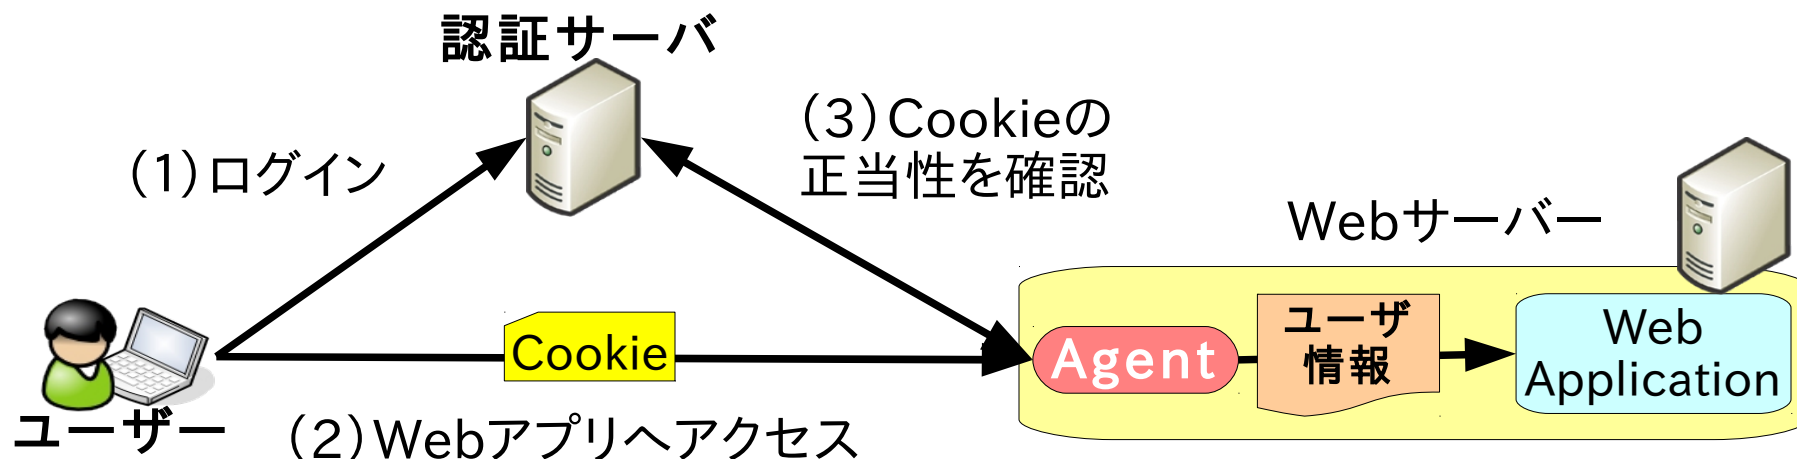 認証サーバ
(1)ログイン
(3)Cookieの
正当性を確認
Webサーバー
Cookie
Agent
ユーザ
情報
Web
Application
ユーザー
(2)Webアプリへアクセス